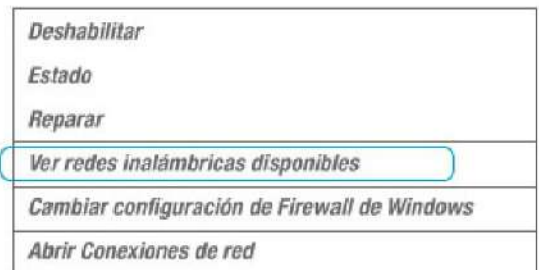 Deshabilitar
Estado
Reparar
Ver redes inalámbricas disponibles
Cambiar configuración de Firewall de Windows
Abrir Conexiones de red